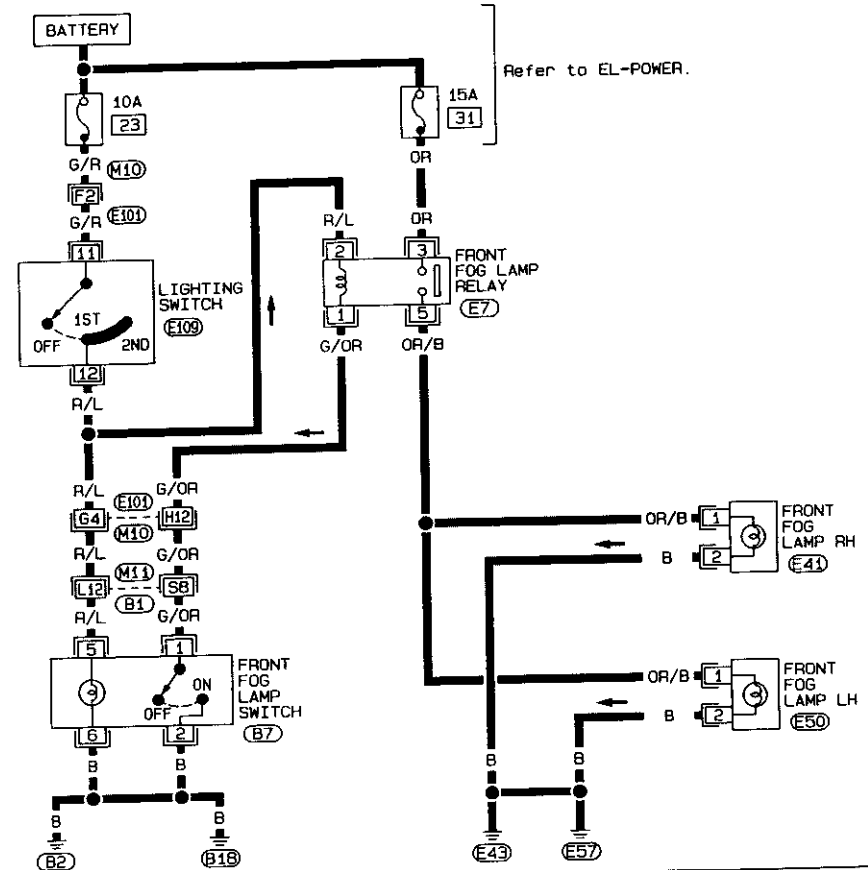 BATTERY
Refer to EL-POWER.
10A
23
15A
31
G/R
M10
OR
F2
G/R
E101
R/L
OR
11
2
3
FRONT
FOG LAMP
RELAY
E7
LIGHTING
SWITCH
E109
1ST
OFF
2ND
1
5
G/OR
OR/B
12
R/L
R/L
E101
G/OR
G4
H12
M10
R/L
G/OR
M11
L12
S8
B1
R/L
G/OR
5
1
FRONT
FOG
LAMP
SWITCH
B7
ON
OFF
6
2
B
B
B
B
B2
B18
OR/B
1
FRONT
FOG
LAMP RH
E41
B
2
OR/B
1
FRONT
FOG
LAMP LH
E50
B
2
B
B
E43
E57